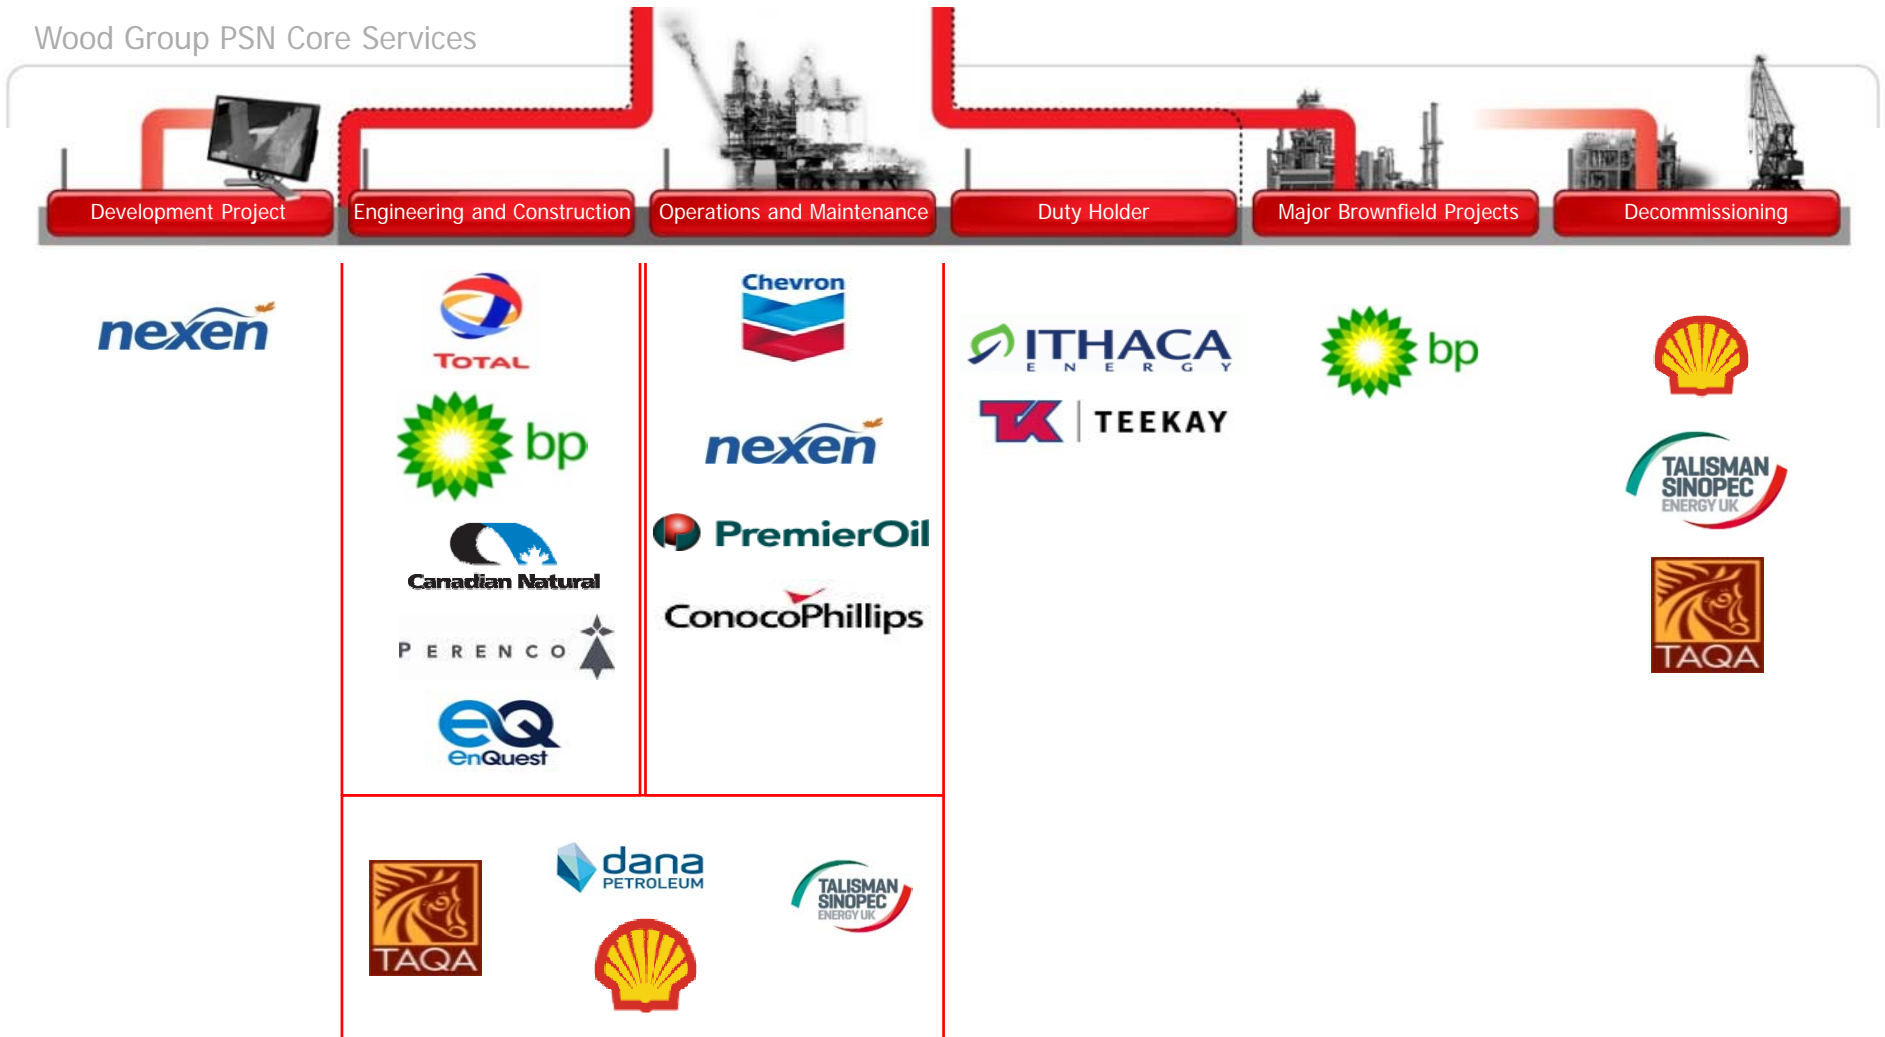 Wood Group PSN Core Services
Development Project
Engineering and Construction
Operations and Maintenance
Duty Holder
Major Brownfield Projects
Decommissioning
nexen
TOTAL
bp
Canadian Natural
PERENCO
eQ
enQuest
Chevron
nexen
PremierOil
ConocoPhillips
ITHACA
ENERGY
TK TEEKAY
bp
TALISMAN
SINOPEC
ENERGY UK
TAQA
TAQA
dana
PETROLEUM
TALISMAN
SINOPEC
ENERGY UK